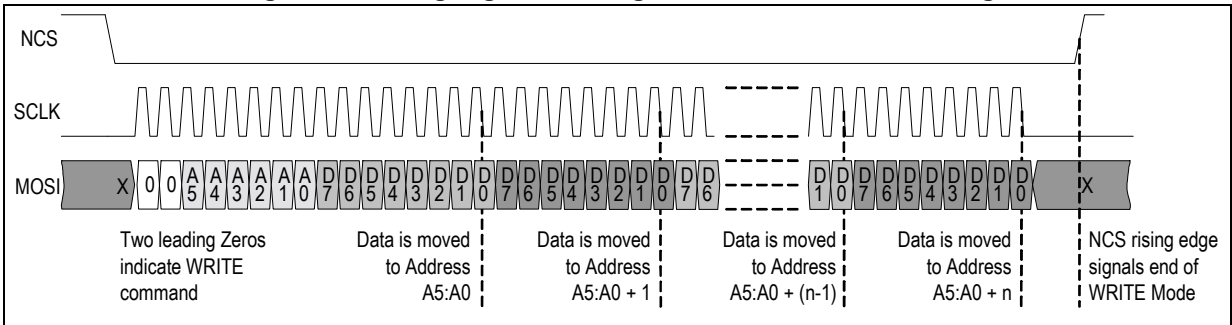 NCS
SCLK
MOSI X 0 0 A5 A4 A3 A2 A1 A0 D7 D6 D5 D4 D3 D2 D1 D0 D7 D6 D5 D4 D3 D2 D1 D0 D7 D6 D1 D0 D7 D6 D5 D4 D3 D2 D1 D0 X
Two leading Zeros
indicate WRITE
command
Data is moved
to Address
A5:A0
Data is moved
to Address
A5:A0 + 1
Data is moved
to Address
A5:A0 + (n-1)
Data is moved
to Address
A5:A0 + n
NCS rising edge
signals end of
WRITE Mode